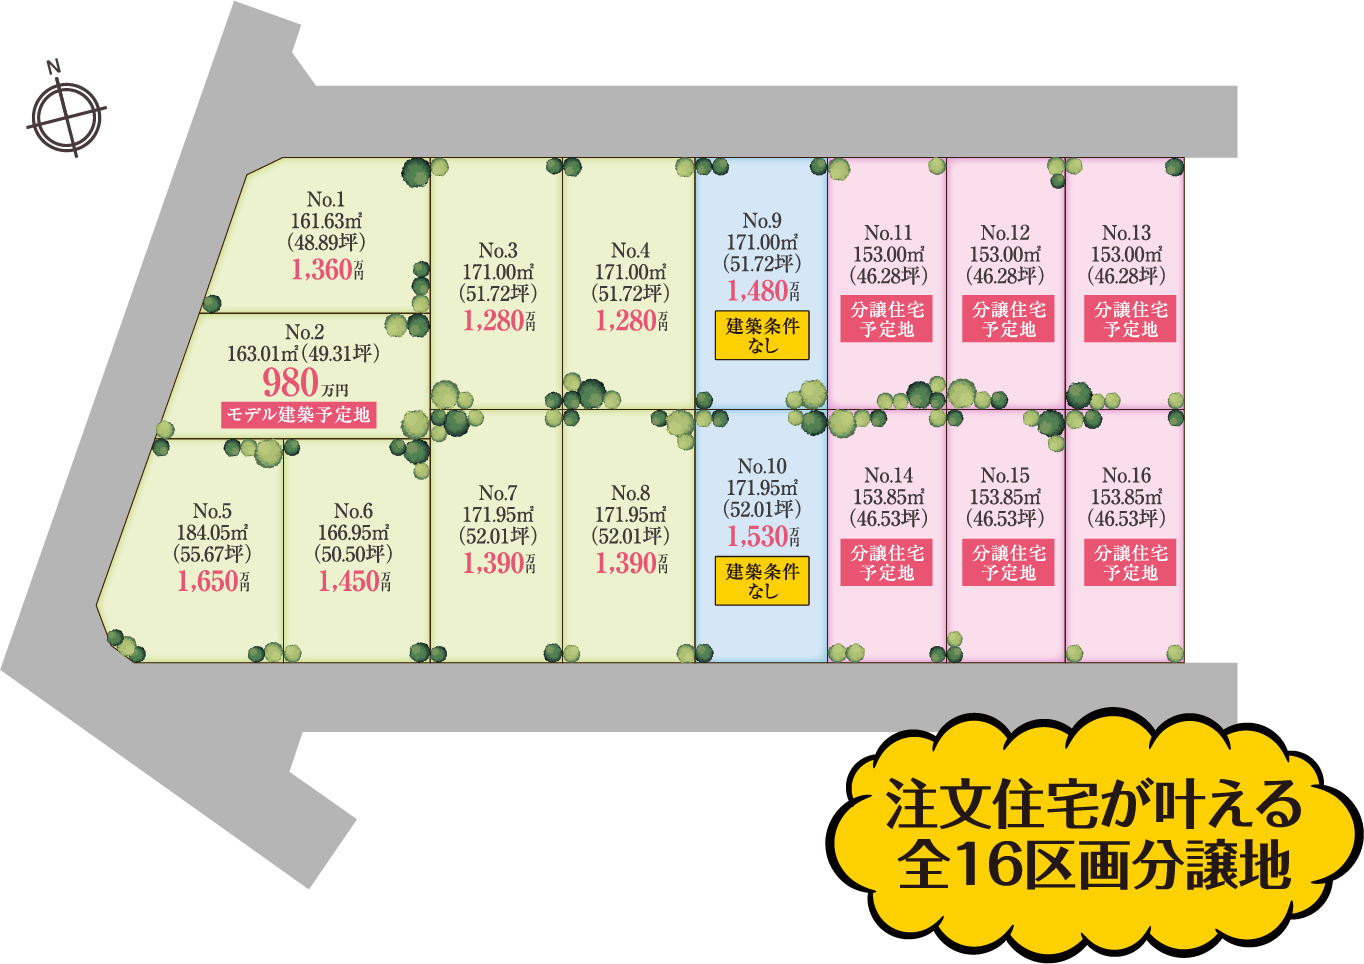 N
No.1
161.63㎡
(48.89坪)
1,360万円
No.2
163.01㎡(49.31坪)
980万円
モデル建築予定地
No.3
171.00㎡
(51.72坪)
1,280万円
No.4
171.00㎡
(51.72坪)
1,280万円
No.9
171.00㎡
(51.72坪)
1,480万円
建築条件
なし
No.11
153.00㎡
(46.28坪)
分譲住宅
予定地
No.12
153.00㎡
(46.28坪)
分譲住宅
予定地
No.13
153.00㎡
(46.28坪)
分譲住宅
予定地
No.5
184.05㎡
(55.67坪)
1,650万円
No.6
166.95㎡
(50.50坪)
1,450万円
No.7
171.95㎡
(52.01坪)
1,390万円
No.8
171.95㎡
(52.01坪)
1,390万円
No.10
171.95㎡
(52.01坪)
1,530万円
建築条件
なし
No.14
153.85㎡
(46.53坪)
分譲住宅
予定地
No.15
153.85㎡
(46.53坪)
分譲住宅
予定地
No.16
153.85㎡
(46.53坪)
分譲住宅
予定地
注文住宅が叶える
全16区画分譲地